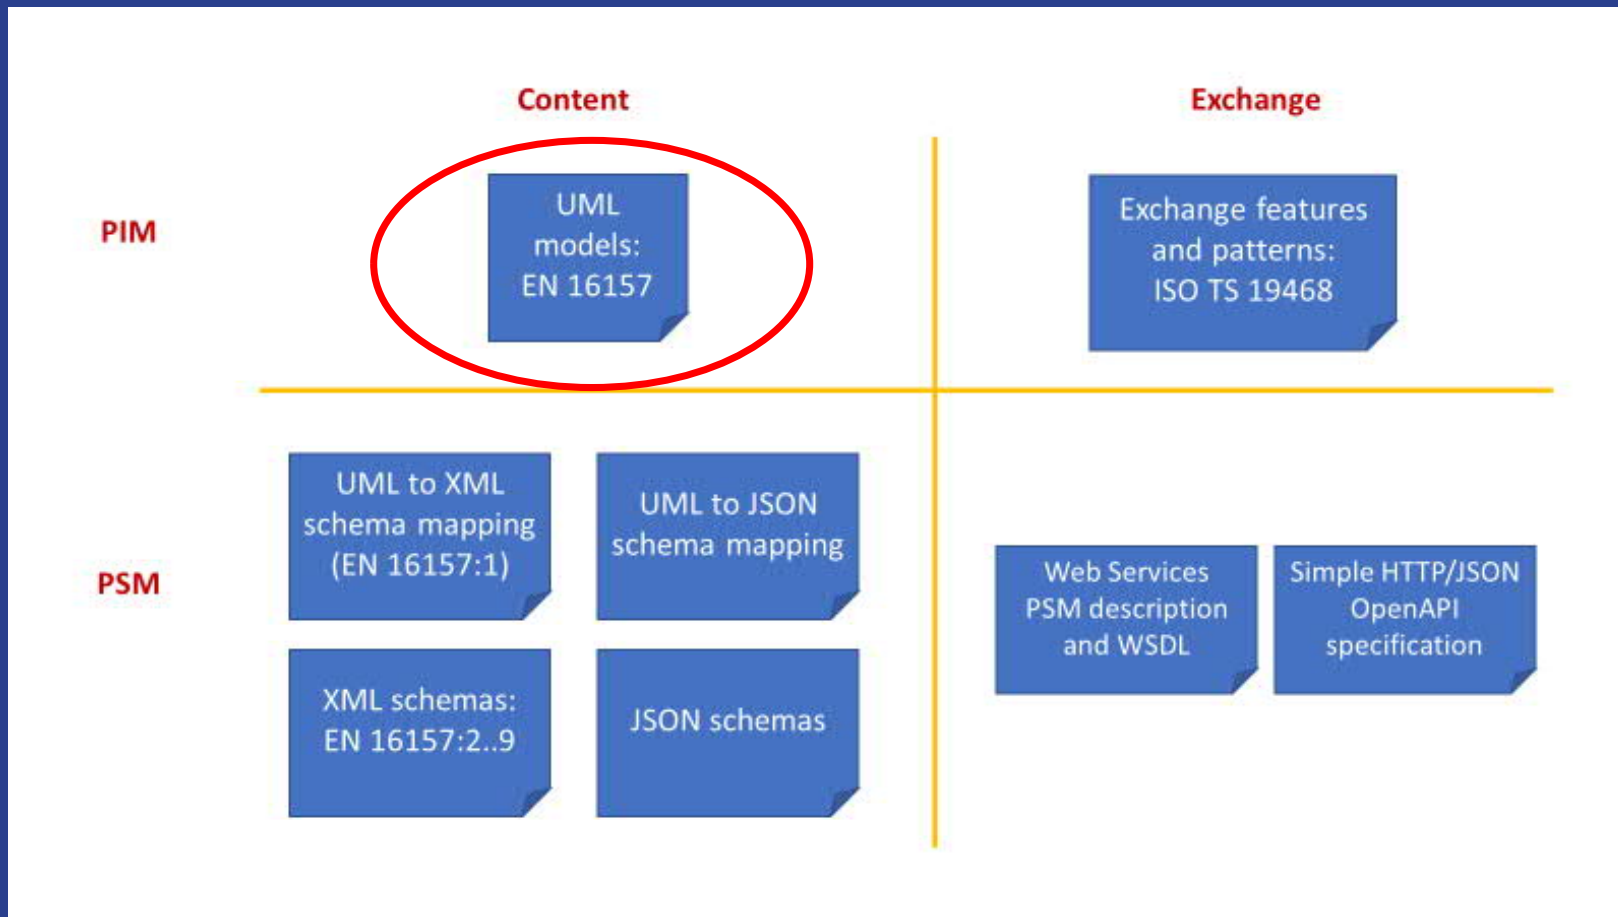 Content
Exchange
PIM
UML
models:
EN 16157
Exchange features
and patterns:
ISO TS 19468
PSM
UML to XML
schema mapping
(EN 16157:1)
UML to JSON
schema mapping
XML schemas:
EN 16157:2..9
JSON schemas
Web Services
PSM description
and WSDL
Simple HTTP/JSON
OpenAPI
specification